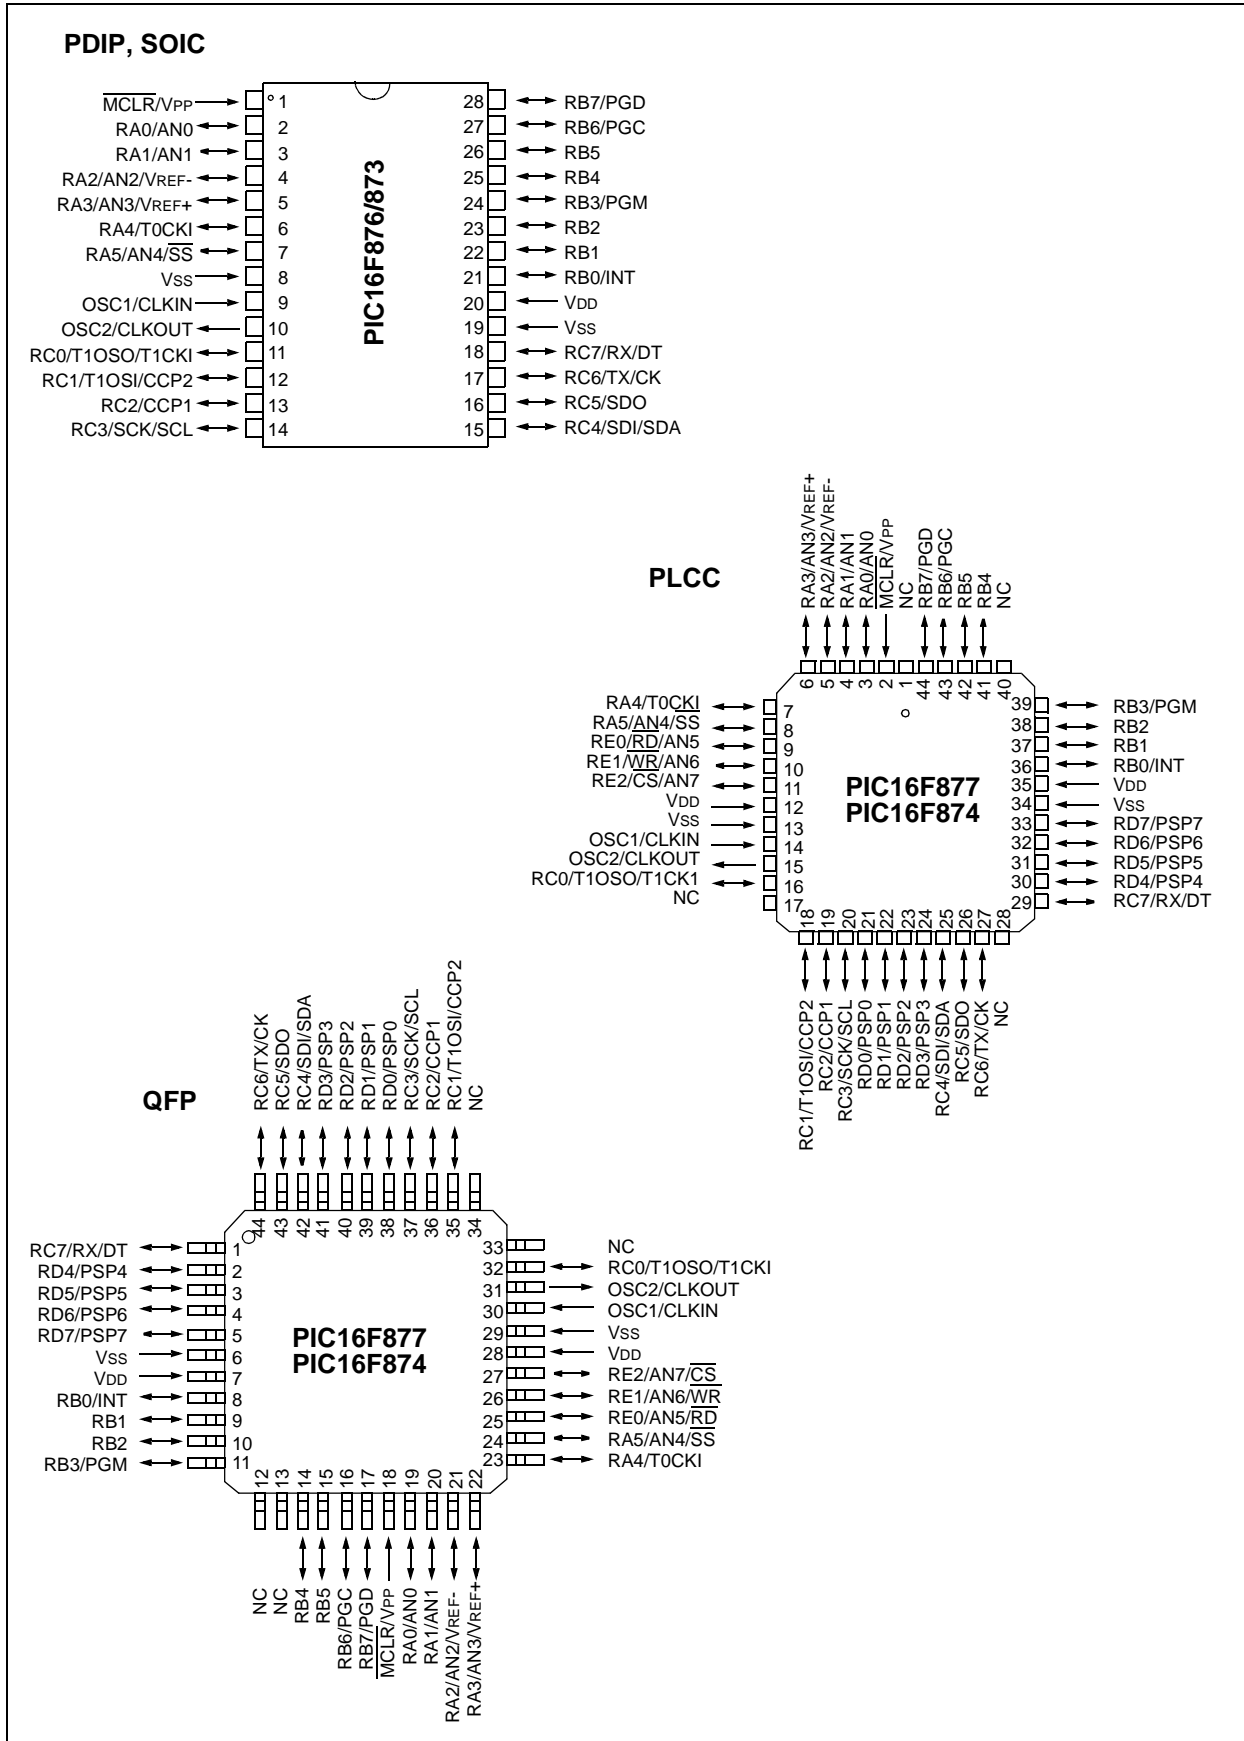 PDIP, SOIC
MCLR/VPP
RA0/AN0
RA1/AN1
RA2/AN2/VREF-
RA3/AN3/VREF+
RA4/T0CKI
RA5/AN4/SS
VSS
OSC1/CLKIN
OSC2/CLKOUT
RC0/T1OSO/T1CKI
RC1/T1OSI/CCP2
RC2/CCP1
RC3/SCK/SCL
1
2
3
4
5
6
7
8
9
10
11
12
13
14
PIC16F876/873
28
27
26
25
24
23
22
21
20
19
18
17
16
15
RB7/PGD
RB6/PGC
RB5
RB4
RB3/PGM
RB2
RB1
RB0/INT
VDD
VSS
RC7/RX/DT
RC6/TX/CK
RC5/SDO
RC4/SDI/SDA
PLCC
RA3/AN3/VREF+
RA2/AN2/VREF-
RA1/AN1
RA0/AN0
MCLR/VPP
NC
RB7/PGD
RB6/PGC
RB5
RB4
NC
6
5
4
3
2
1
44
43
42
41
40
RA4/T0CKI
RA5/AN4/SS
RE0/RD/AN5
RE1/WR/AN6
RE2/CS/AN7
VDD
VSS
OSC1/CLKIN
OSC2/CLKOUT
RC0/T1OSO/T1CK1
NC
7
8
9
10
11
12
13
14
15
16
17
PIC16F877
PIC16F874
39
38
37
36
35
34
33
32
31
30
29
RB3/PGM
RB2
RB1
RB0/INT
VDD
VSS
RD7/PSP7
RD6/PSP6
RD5/PSP5
RD4/PSP4
RC7/RX/DT
18
19
20
21
22
23
24
25
26
27
28
RC1/T1OSI/CCP2
RC2/CCP1
RC3/SCK/SCL
RD0/PSP0
RD1/PSP1
RD2/PSP2
RD3/PSP3
RC4/SDI/SDA
RC5/SDO
RC6/TX/CK
NC
QFP
RC6/TX/CK
RC5/SDO
RC4/SDI/SDA
RD3/PSP3
RD2/PSP2
RD1/PSP1
RD0/PSP0
RC3/SCK/SCL
RC2/CCP1
RC1/T1OSI/CCP2
NC
44
43
42
41
40
39
38
37
36
35
34
RC7/RX/DT
RD4/PSP4
RD5/PSP5
RD6/PSP6
RD7/PSP7
VSS
VDD
RB0/INT
RB1
RB2
RB3/PGM
1
2
3
4
5
6
7
8
9
10
11
PIC16F877
PIC16F874
33
32
31
30
29
28
27
26
25
24
23
NC
RC0/T1OSO/T1CKI
OSC2/CLKOUT
OSC1/CLKIN
VSS
VDD
RE2/AN7/CS
RE1/AN6/WR
RE0/AN5/RD
RA5/AN4/SS
RA4/T0CKI
12
13
14
15
16
17
18
19
20
21
22
NC
NC
RB4
RB5
RB6/PGC
RB7/PGD
MCLR/VPP
RA0/AN0
RA1/AN1
RA2/AN2/VREF-
RA3/AN3/VREF+